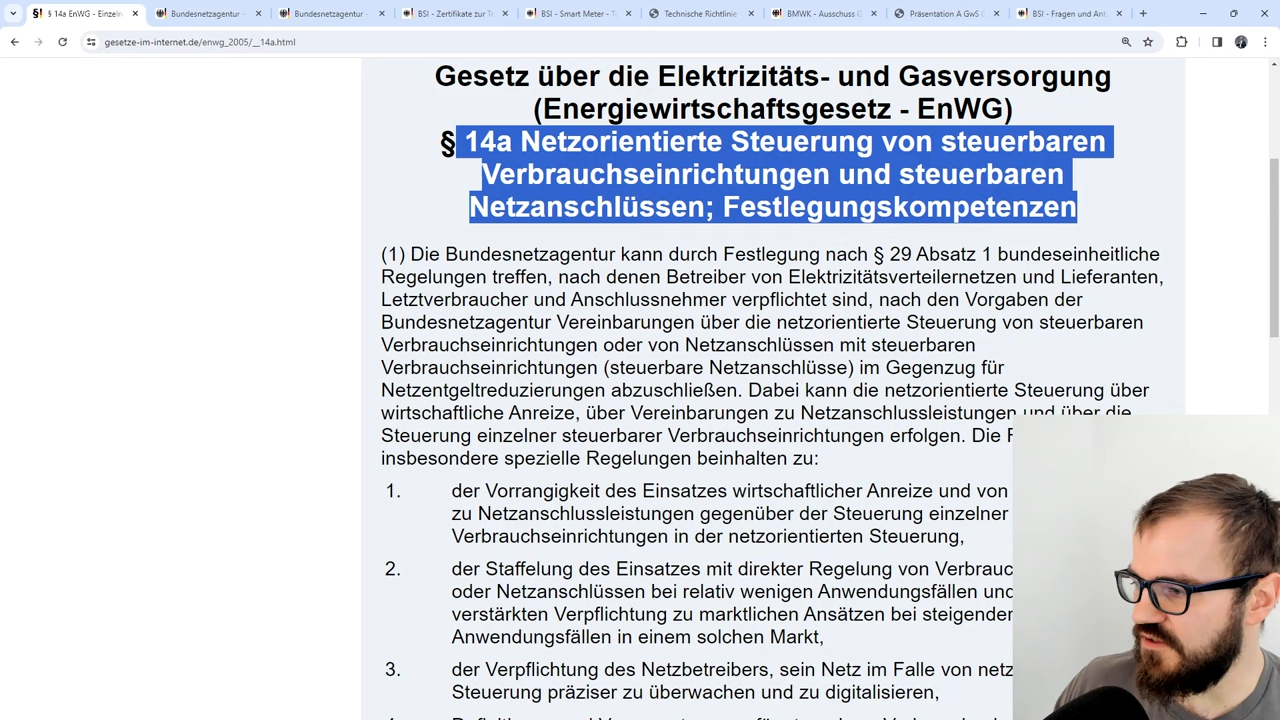 § 14a EnWG - Einzeln
Bundesnetzagentur -
Bundesnetzagentur -
BSI - Zertifikate zur Te
BSI - Smart Meter - Te
Technische Richtlinie
BMWK - Ausschuss G
Präsentation A GwS
BSI - Fragen und Ant
gesetze-im-internet.de/enwg_2005/__14a.html
Gesetz über die Elektrizitäts- und Gasversorgung
(Energiewirtschaftsgesetz - EnWG)
§ 14a Netzorientierte Steuerung von steuerbaren
Verbrauchseinrichtungen und steuerbaren
Netzanschlüssen; Festlegungskompetenzen
(1) Die Bundesnetzagentur kann durch Festlegung nach § 29 Absatz 1 bundeseinheitliche
Regelungen treffen, nach denen Betreiber von Elektrizitätsverteilernetzen und Lieferanten,
Letztverbraucher und Anschlussnehmer verpflichtet sind, nach den Vorgaben der
Bundesnetzagentur Vereinbarungen über die netzorientierte Steuerung von steuerbaren
Verbrauchseinrichtungen oder von Netzanschlüssen mit steuerbaren
Verbrauchseinrichtungen (steuerbare Netzanschlüsse) im Gegenzug für
Netzentgeltreduzierungen abzuschließen. Dabei kann die netzorientierte Steuerung über
wirtschaftliche Anreize, über Vereinbarungen zu Netzanschlussleistungen und über die
Steuerung einzelner steuerbarer Verbrauchseinrichtungen erfolgen. Die F
insbesondere spezielle Regelungen beinhalten zu:
1. der Vorrangigkeit des Einsatzes wirtschaftlicher Anreize und von
zu Netzanschlussleistungen gegenüber der Steuerung einzelner
Verbrauchseinrichtungen in der netzorientierten Steuerung,
2. der Staffelung des Einsatzes mit direkter Regelung von Verbrauc
oder Netzanschlüssen bei relativ wenigen Anwendungsfällen und
verstärkten Verpflichtung zu marktlichen Ansätzen bei steigender
Anwendungsfällen in einem solchen Markt,
3. der Verpflichtung des Netzbetreibers, sein Netz im Falle von netz
Steuerung präziser zu überwachen und zu digitalisieren,